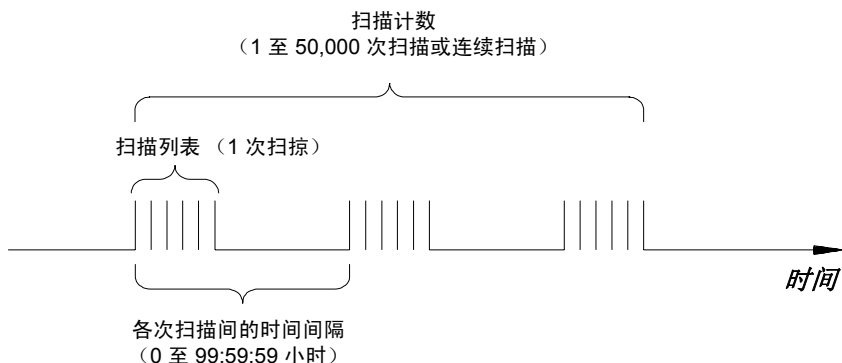 扫描计数
（1 至 50,000 次扫描或连续扫描）
扫描列表 （1 次扫掠）
时间
各次扫描间的时间间隔
（0 至 99:59:59 小时）